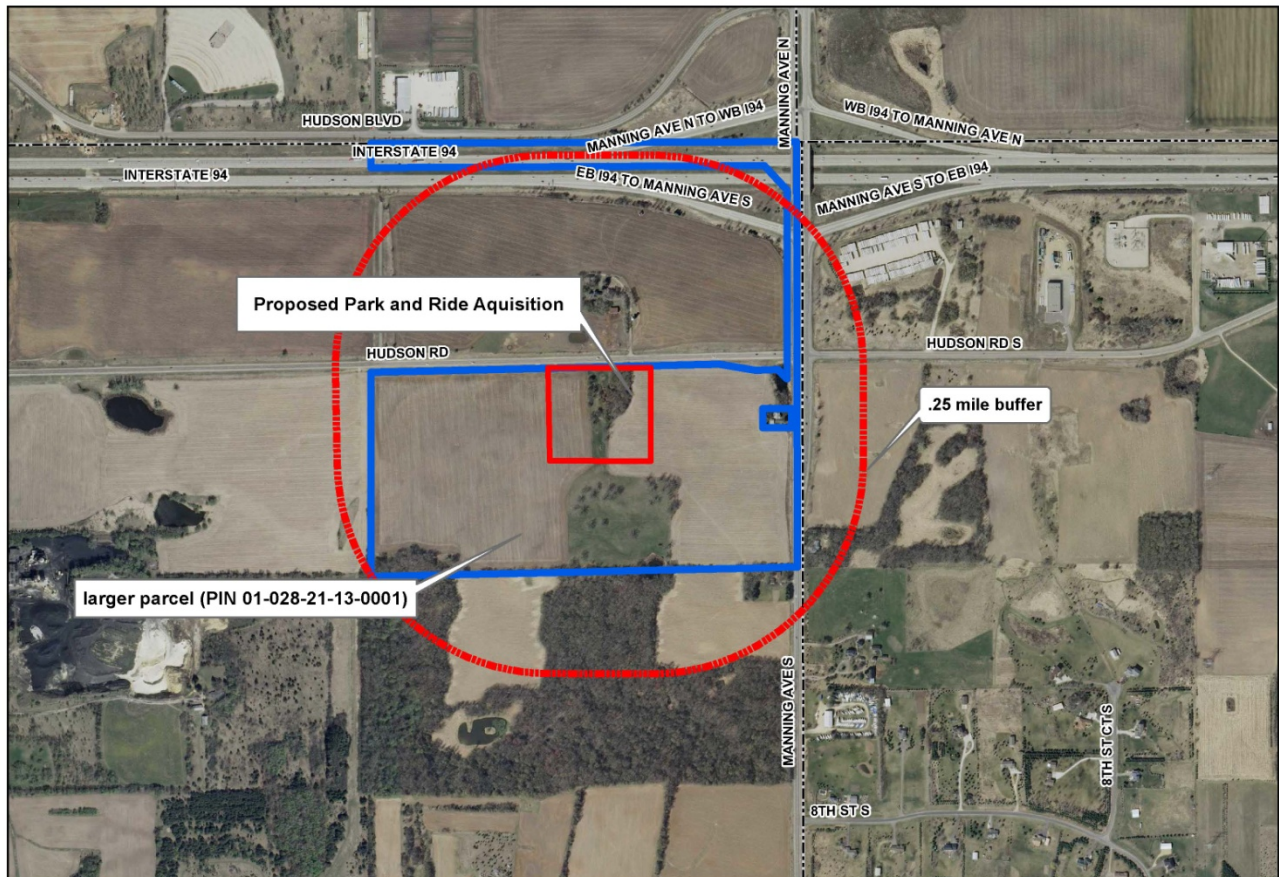 MANNING AVE N
HUDSON BLVD
MANNING AVE N TO WB I94
WB I94 TO MANNING AVE N
INTERSTATE 94
INTERSTATE 94
EB I94 TO MANNING AVE S
MANNING AVE S TO EB I94
Proposed Park and Ride Aquisition
HUDSON RD
HUDSON RD S
.25 mile buffer
larger parcel (PIN 01-028-21-13-0001)
MANNING AVE S
8TH ST CT S
8TH ST S